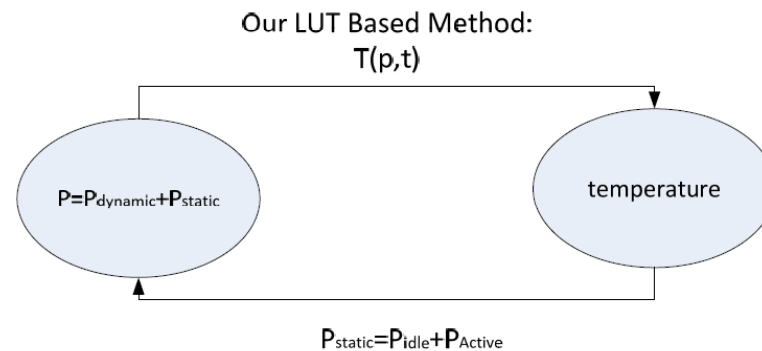 Our LUT Based Method:
T(p,t)
P=Pdynamic+Pstatic
temperature
Pstatic=Pidle+PActive